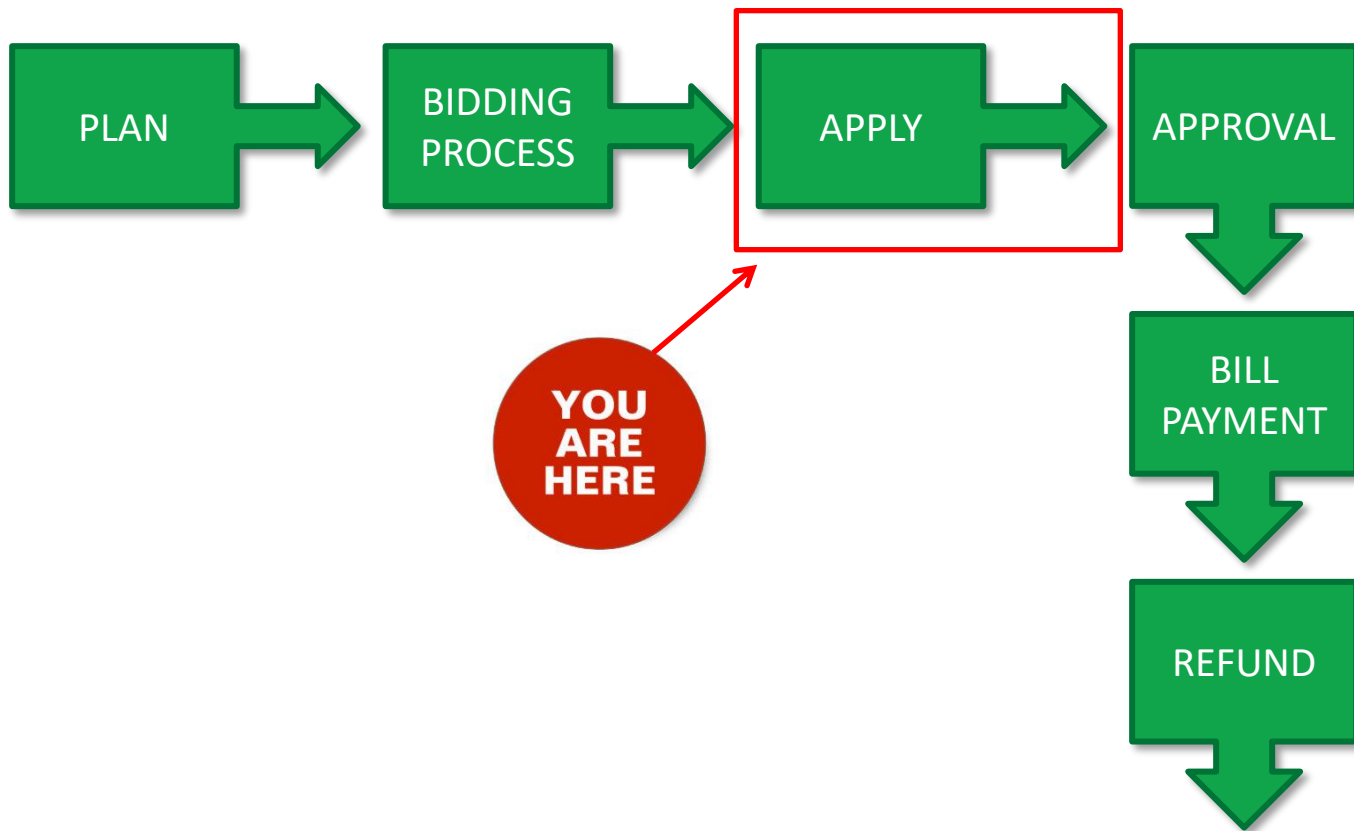 PLAN
BIDDING
PROCESS
APPLY
APPROVAL
YOU
ARE
HERE
BILL
PAYMENT
REFUND